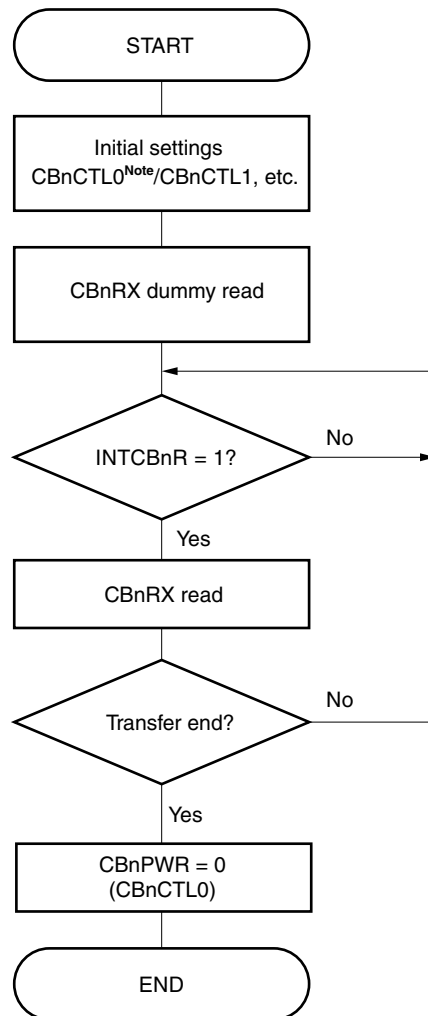 START
Initial settings
CBnCTL0Note/CBnCTL1, etc.
CBnRX dummy read
INTCBnR = 1?
No
Yes
CBnRX read
Transfer end?
No
Yes
CBnPWR = 0
(CBnCTL0)
END